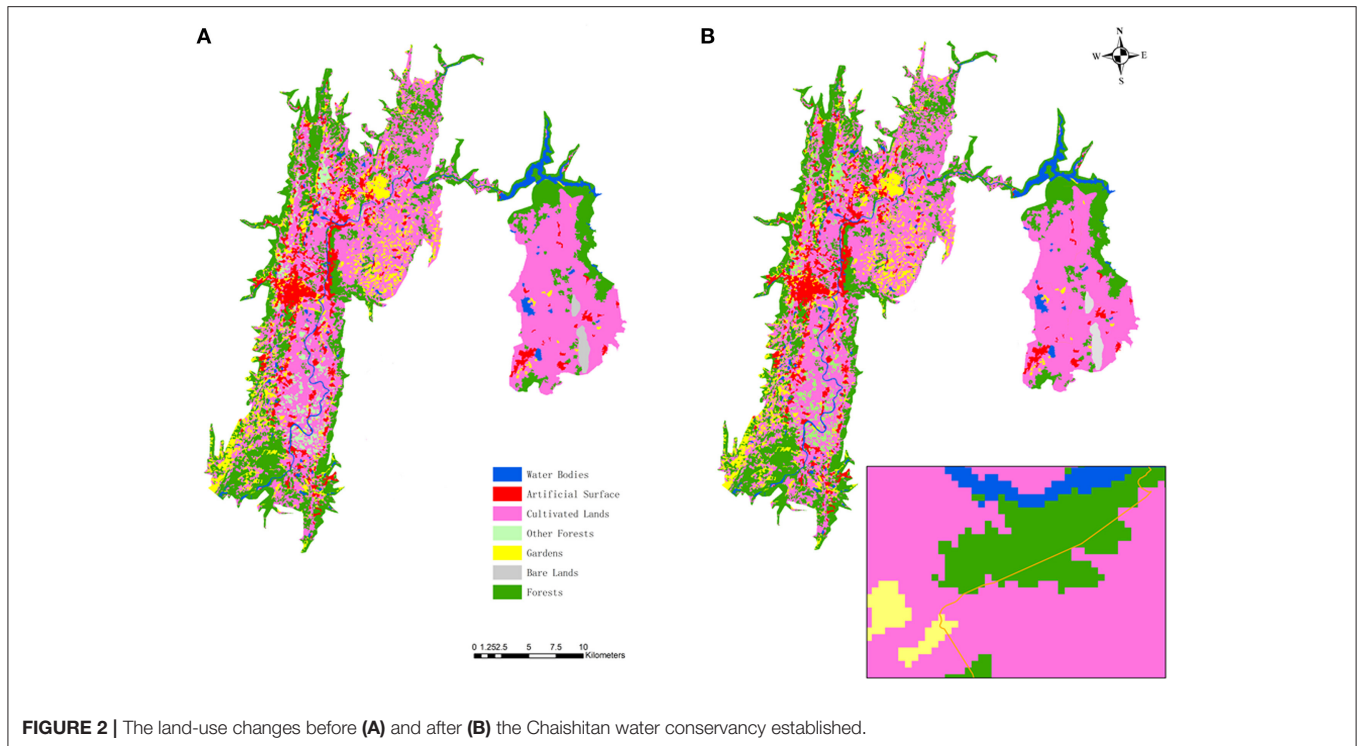 A
B
N
W E
S
Water Bodies
Artificial Surface
Cultivated Lands
Other Forests
Gardens
Bare Lands
Forests
0 1.252.5 5 7.5 10
Kilometers
FIGURE 2 | The land-use changes before (A) and after (B) the Chaishitan water conservancy established.